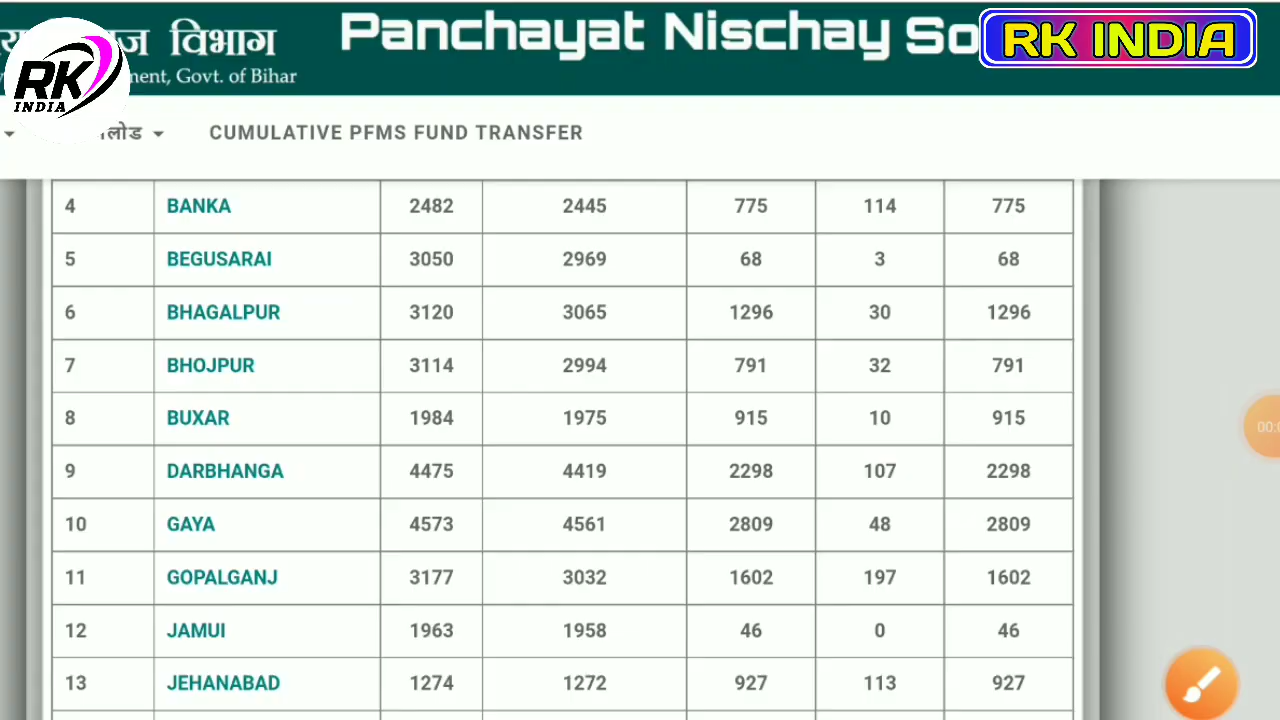 विभाग
Panchayat Nischay So
RK INDIA
RK
INDIA
ment, Govt. of Bihar
CUMULATIVE PFMS FUND TRANSFER
4 BANKA 2482 2445 775 114 775
5 BEGUSARAI 3050 2969 68 3 68
6 BHAGALPUR 3120 3065 1296 30 1296
7 BHOJPUR 3114 2994 791 32 791
8 BUXAR 1984 1975 915 10 915
9 DARBHANGA 4475 4419 2298 107 2298
10 GAYA 4573 4561 2809 48 2809
11 GOPALGANJ 3177 3032 1602 197 1602
12 JAMUI 1963 1958 46 0 46
13 JEHANABAD 1274 1272 927 113 927